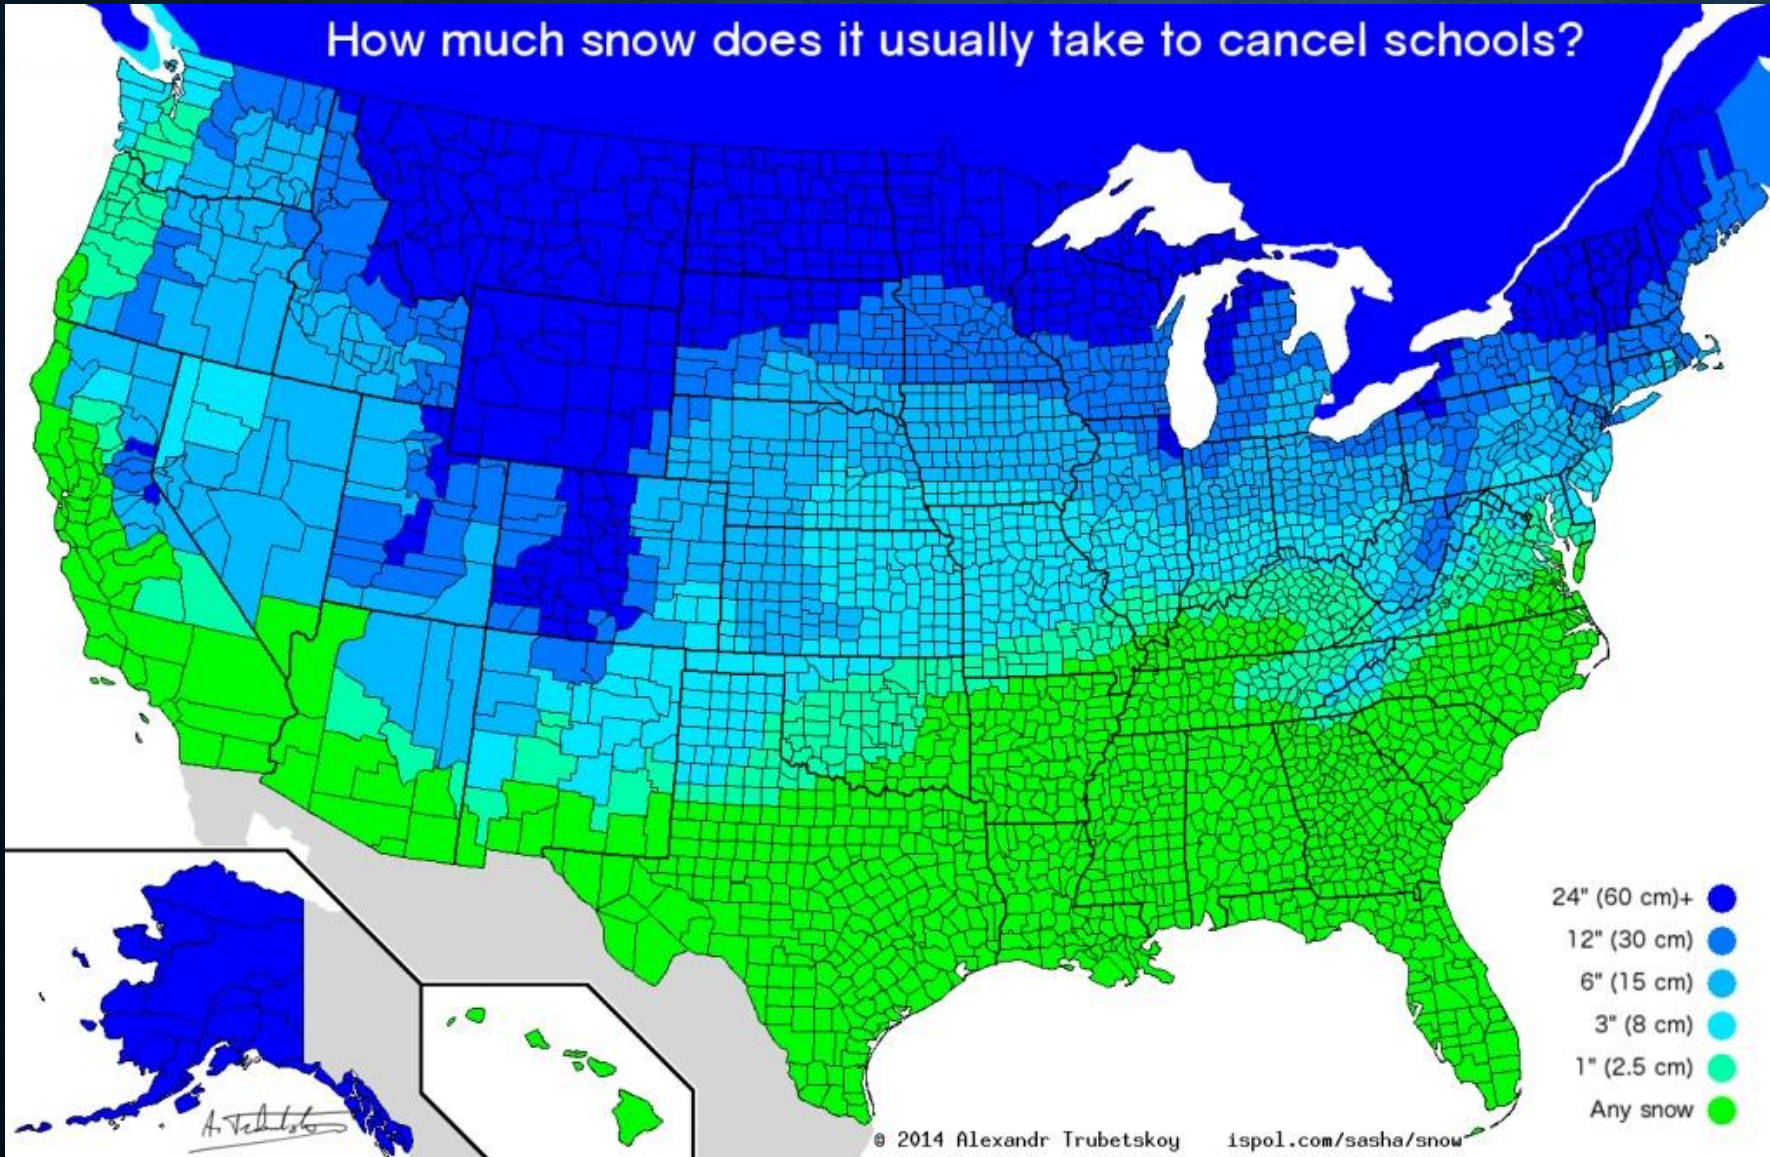 How much snow does it usually take to cancel schools?
24" (60 cm)+
12" (30 cm)
6" (15 cm)
3" (8 cm)
1" (2.5 cm)
Any snow
© 2014 Alexandr Trubetskoy ispol.com/sasha/snow